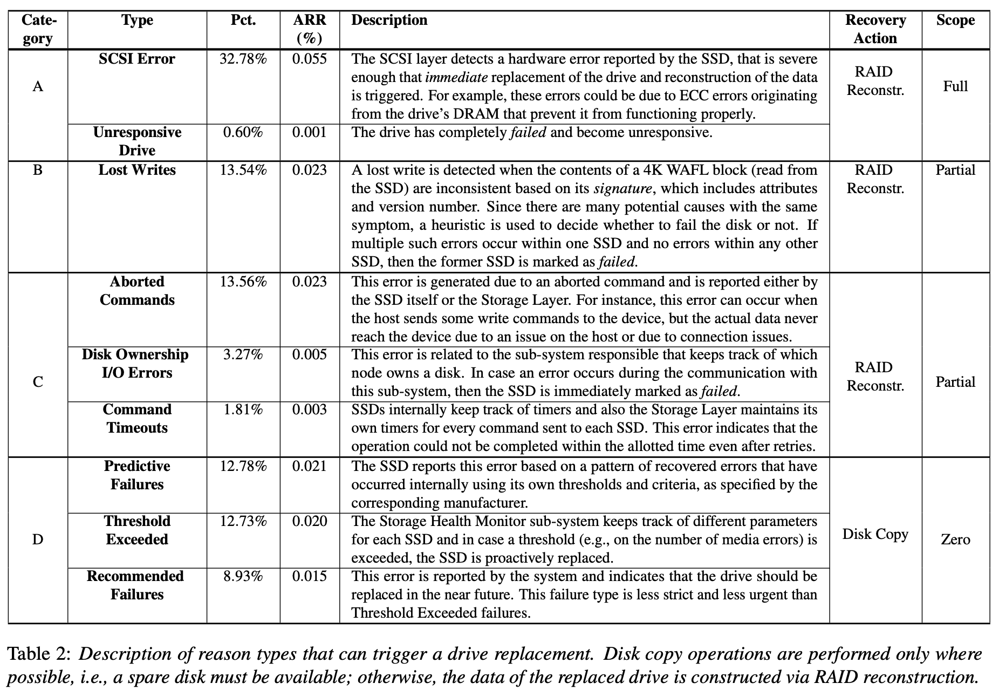 Cate- Type Pct. ARR Description Recovery Scope
gory (%) Action
SCSI Error 32.78% 0.055 The SCSI layer detects a hardware error reported by the SSD, that is severe
enough that immediate replacement of the drive and reconstruction of the data
A RAID Reconstr. Full
is triggered. For example, these errors could be due to ECC errors originating
from the drive's DRAM that prevent it from functioning properly.
Unresponsive 0.60% 0.001 The drive has completely failed and become unresponsive.
Drive
B Lost Writes 13.54% 0.023 A lost write is detected when the contents of a 4K WAFL block (read from RAID Partial
the SSD) are inconsistent based on its signature, which includes attributes Reconstr.
and version number. Since there are many potential causes with the same
symptom, a heuristic is used to decide whether to fail the disk or not. If
multiple such errors occur within one SSD and no errors within any other
SSD, then the former SSD is marked as failed.
Aborted 13.56% 0.023 This error is generated due to an aborted command and is reported either by
Commands the SSD itself or the Storage Layer. For instance, this error can occur when
the host sends some write commands to the device, but the actual data never
reach the device due to an issue on the host or due to connection issues.
Disk Ownership 3.27% 0.005 This error is related to the sub-system responsible that keeps track of which
I/O Errors node owns a disk. In case an error occurs during the communication with RAID
C this sub-system, then the SSD is immediately marked as failed. Reconstr. Partial
Command 1.81% 0.003 SSDs internally keep track of timers and also the Storage Layer maintains its
Timeouts own timers for every command sent to each SSD. This error indicates that the
operation could not be completed within the allotted time even after retries.
Predictive 12.78% 0.021 The SSD reports this error based on a pattern of recovered errors that have
Failures occurred internally using its own thresholds and criteria, as specified by the
corresponding manufacturer.
Threshold 12.73% 0.020 The Storage Health Monitor sub-system keeps track of different parameters
D Exceeded for each SSD and in case a threshold (e.g., on the number of media errors) is Disk Copy Zero
exceeded, the SSD is proactively replaced.
Recommended 8.93% 0.015 This error is reported by the system and indicates that the drive should be
Failures replaced in the near future. This failure type is less strict and less urgent than
Threshold Exceeded failures.
Table 2: Description of reason types that can trigger a drive replacement. Disk copy operations are performed only where
possible, i.e., a spare disk must be available; otherwise, the data of the replaced drive is constructed via RAID reconstruction.